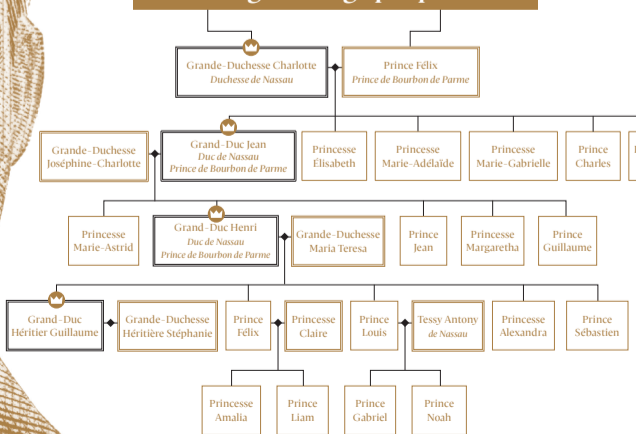 Grande-Duchesse Charlotte
Duchesse de Nassau
Prince Félix
Prince de Bourbon de Parme
Grande-Duchesse
Joséphine-Charlotte
Grand-Duc Jean
Duc de Nassau
Prince de Bourbon de Parme
Princesse
Élisabeth
Princesse
Marie-Adélaïde
Princesse
Marie-Gabrielle
Prince
Charles
Princesse
Marie-Astrid
Grand-Duc Henri
Duc de Nassau
Prince de Bourbon de Parme
Grande-Duchesse
Maria Teresa
Prince
Jean
Princesse
Margaretha
Prince
Guillaume
Grand-Duc
Héritier Guillaume
Grande-Duchesse
Héritière Stéphanie
Prince
Félix
Princesse
Claire
Prince
Louis
Tessy Antony
de Nassau
Princesse
Alexandra
Prince
Sébastien
Princesse
Amalia
Prince
Liam
Prince
Gabriel
Prince
Noah